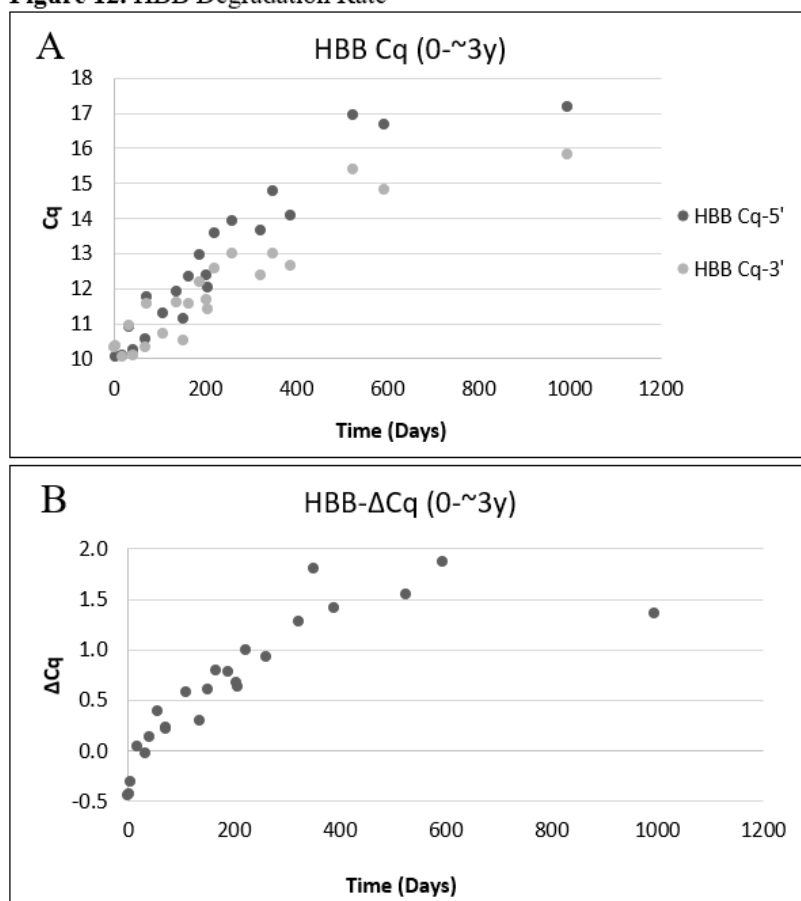 Figure 12. HBB Degradation Rate
A
HBB Cq (0-~3y)
18
17
16
15
14
13
12
11
10
Cq
0 200 400 600 800 1000 1200
Time (Days)
HBB Cq-5'
HBB Cq-3'
B
HBB-ΔCq (0-~3y)
2.0
1.5
1.0
0.5
0.0
-0.5
ΔCq
0 200 400 600 800 1000 1200
Time (Days)